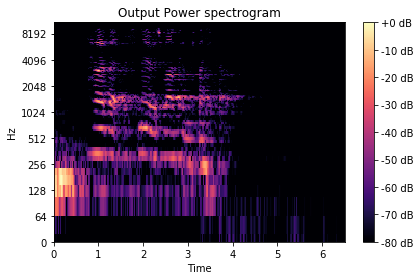 Output Power spectrogram
Hz
8192
4096
2048
1024
512
256
128
64
0
0 1 2 3 4 5 6
Time
+0 dB
-10 dB
-20 dB
-30 dB
-40 dB
-50 dB
-60 dB
-70 dB
-80 dB